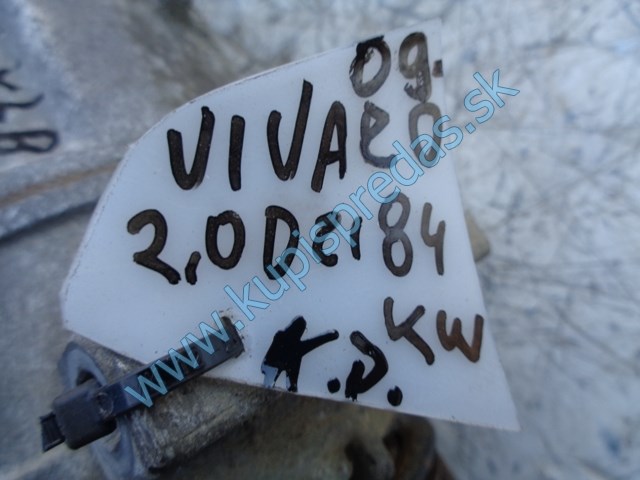 09.
VIVARO
2,0DCI 84
KW
K.D.
www.kupispredas.sk